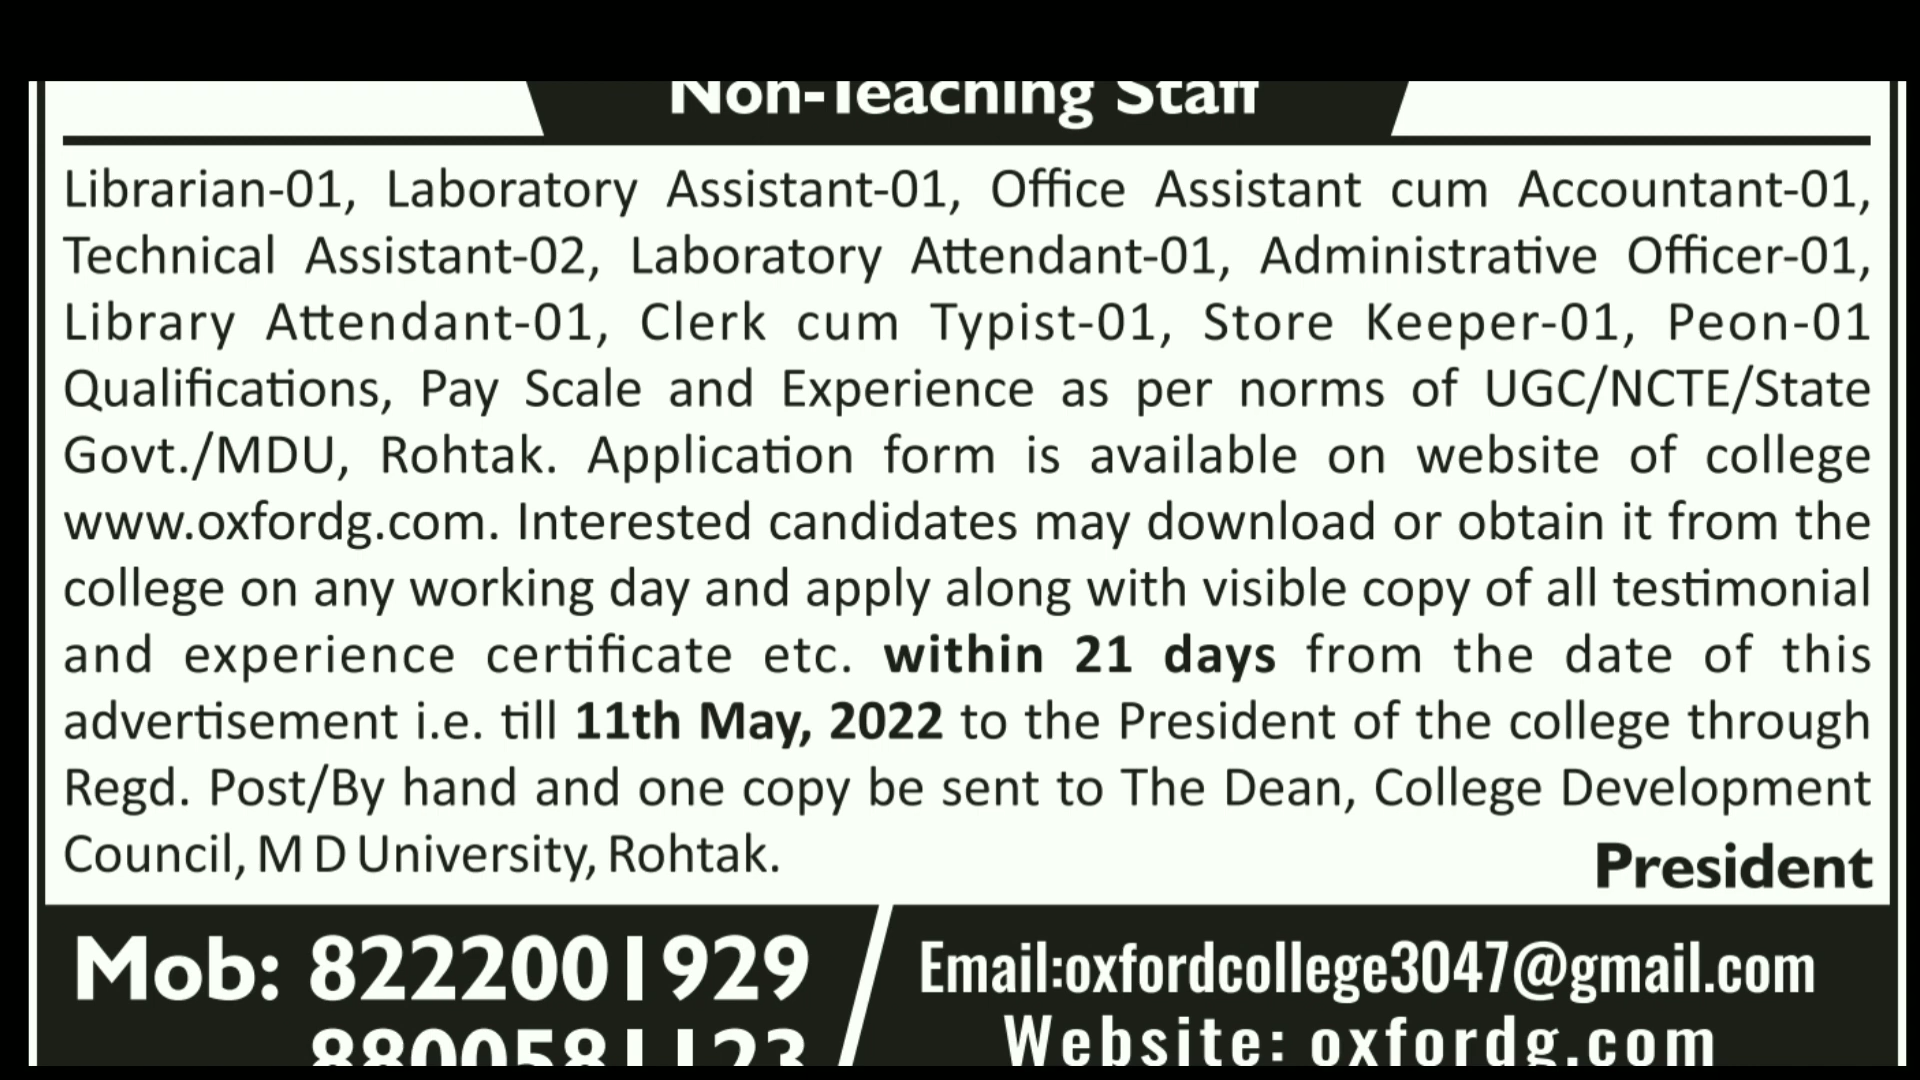 Non-Teaching Staff
Librarian-01, Laboratory Assistant-01, Office Assistant cum Accountant-01,
Technical Assistant-02, Laboratory Attendant-01, Administrative Officer-01,
Library Attendant-01, Clerk cum Typist-01, Store Keeper-01, Peon-01
Qualifications, Pay Scale and Experience as per norms of UGC/NCTE/State
Govt./MDU, Rohtak. Application form is available on website of college
www.oxfordg.com. Interested candidates may download or obtain it from the
college on any working day and apply along with visible copy of all testimonial
and experience certificate etc. within 21 days from the date of this
advertisement i.e. till 11th May, 2022 to the President of the college through
Regd. Post/By hand and one copy be sent to The Dean, College Development
Council, M D University, Rohtak.
President
Mob: 8222001929
8800581123
Email:oxfordcollege3047@gmail.com
Website: oxfordg.com